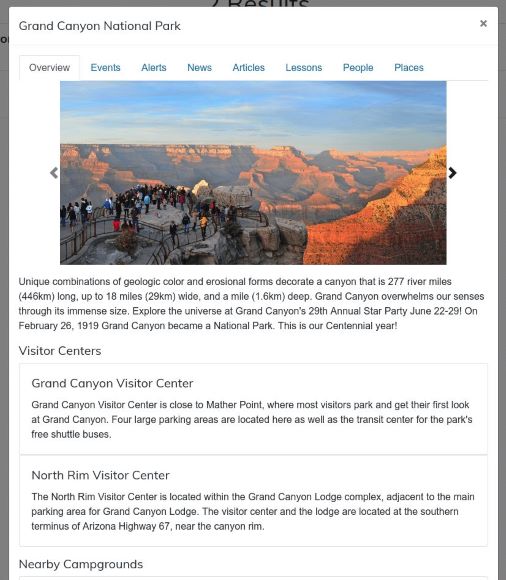 2 Results
Grand Canyon National Park
×
Overview Events Alerts News Articles Lessons People Places
Unique combinations of geologic color and erosional forms decorate a canyon that is 277 river miles
(446km) long, up to 18 miles (29km) wide, and a mile (1.6km) deep. Grand Canyon overwhelms our senses
through its immense size. Explore the universe at Grand Canyon's 29th Annual Star Party June 22-29! On
February 26, 1919 Grand Canyon became a National Park. This is our Centennial year!
Visitor Centers
Grand Canyon Visitor Center
Grand Canyon Visitor Center is close to Mather Point, where most visitors park and get their first look
at Grand Canyon. Four large parking areas are located here as well as the transit center for the park's
free shuttle buses.
North Rim Visitor Center
The North Rim Visitor Center is located within the Grand Canyon Lodge complex, adjacent to the main
parking area for Grand Canyon Lodge. The visitor center and the lodge are located at the southern
terminus of Arizona Highway 67, near the canyon rim.
Nearby Campgrounds